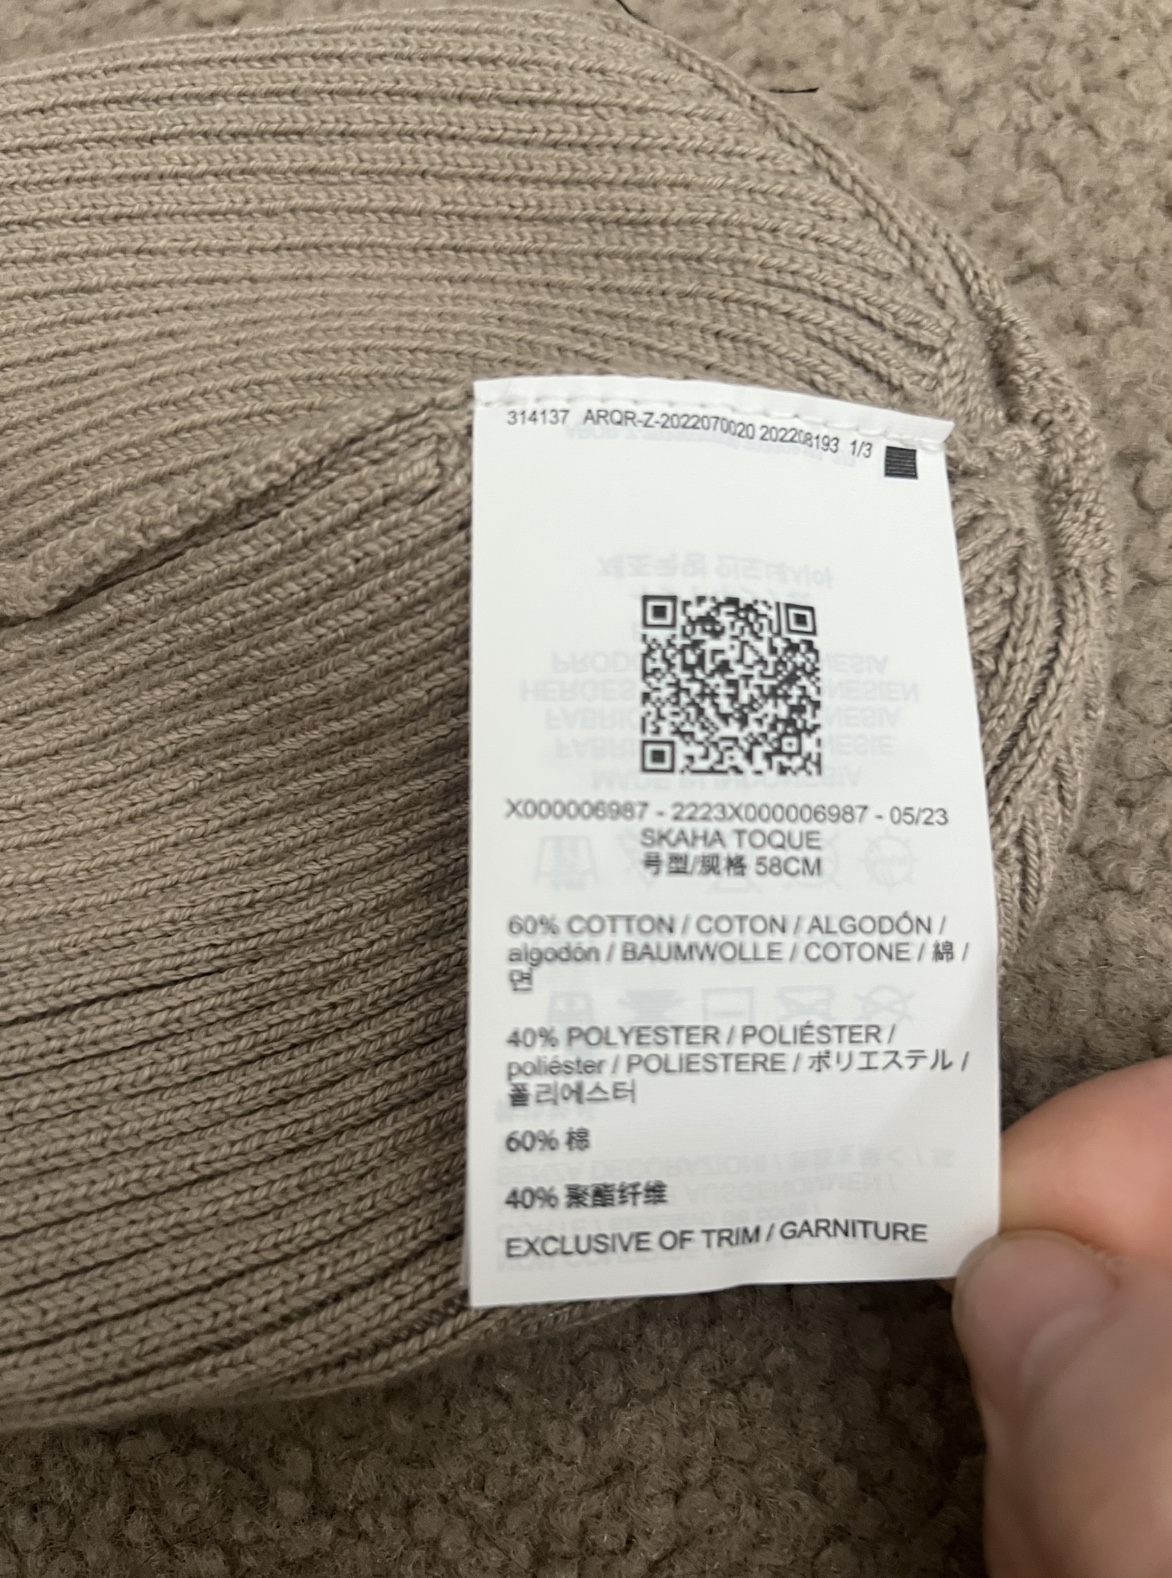 314137 ARQR-Z-2022070020 202208193 1/3
X000006987 - 2223X000006987 - 05/23
SKAHA TOQUE
号型/规格 58CM
60% COTTON / COTON / ALGODÓN /
algodón / BAUMWOLLE / COTONE / 綿 /
면
40% POLYESTER / POLIÉSTER /
poliéster / POLIESTERE / ポリエステル /
폴리에스터
60% 棉
40% 聚酯纤维
EXCLUSIVE OF TRIM / GARNITURE